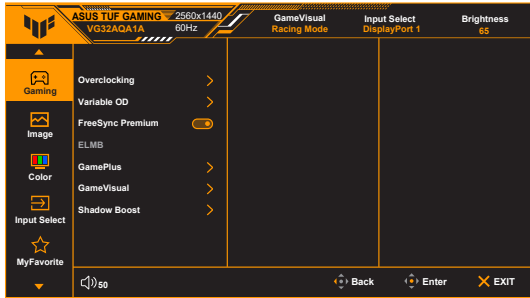 ASUS TUF GAMING 2560x1440
VG32AQA1A 60Hz
GameVisual
Racing Mode
Input Select
DisplayPort 1
Brightness
65
Gaming
Image
Color
Input Select
MyFavorite
Overclocking
Variable OD
FreeSync Premium
ELMB
GamePlus
GameVisual
Shadow Boost
50
Back
Enter
EXIT